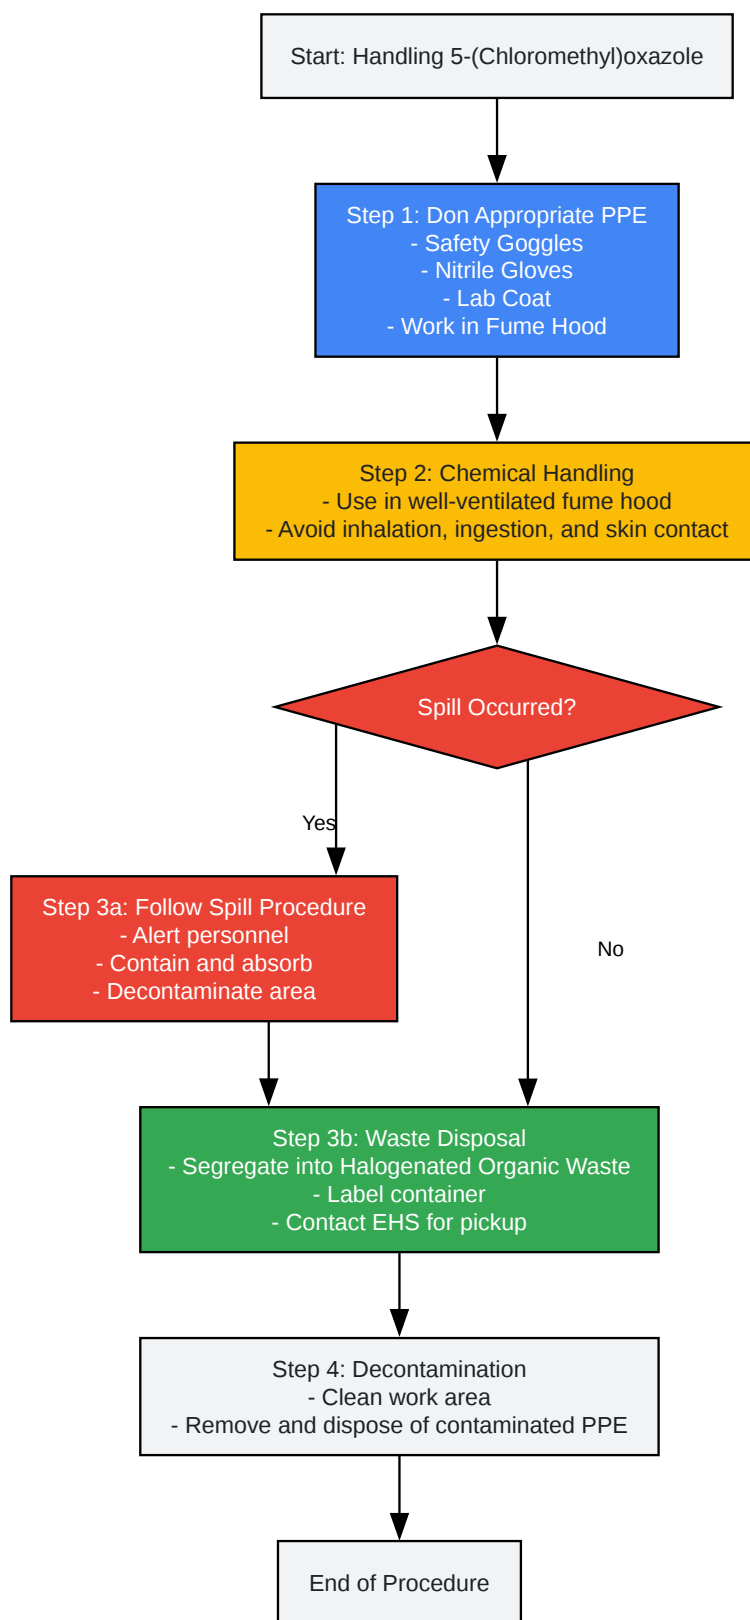 Start: Handling 5-(Chloromethyl)oxazole
Step 1: Don Appropriate PPE
- Safety Goggles
- Nitrile Gloves
- Lab Coat
- Work in Fume Hood
Step 2: Chemical Handling
- Use in well-ventilated fume hood
- Avoid inhalation, ingestion, and skin contact
Spill Occurred?
Yes
Step 3a: Follow Spill Procedure
- Alert personnel
- Contain and absorb
- Decontaminate area
No
Step 3b: Waste Disposal
- Segregate into Halogenated Organic Waste
- Label container
- Contact EHS for pickup
Step 4: Decontamination
- Clean work area
- Remove and dispose of contaminated PPE
End of Procedure